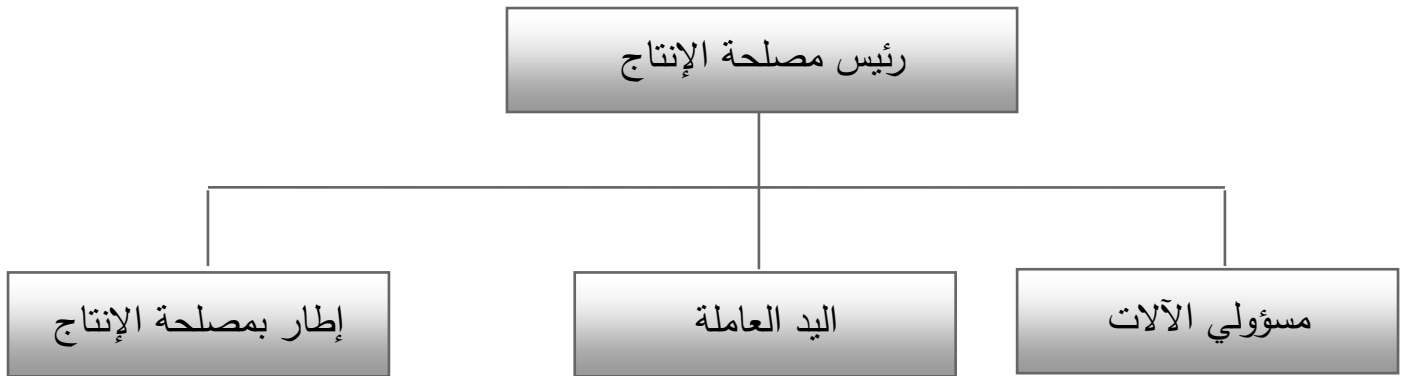 رئيس مصلحة الإنتاج
مسؤولي الآلات
اليد العاملة
إطار بمصلحة الإنتاج